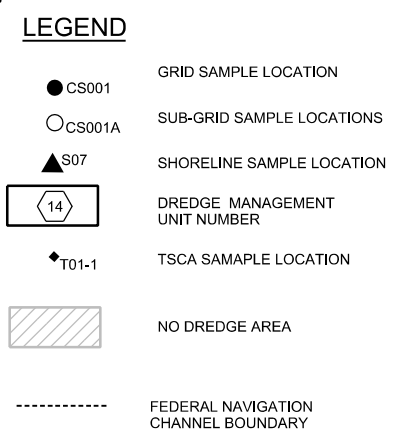 LEGEND
CS001 GRID SAMPLE LOCATION
CS001A SUB-GRID SAMPLE LOCATIONS
S07 SHORELINE SAMPLE LOCATION
14 DREDGE MANAGEMENT
UNIT NUMBER
T01-1 TSCA SAMAPLE LOCATION
NO DREDGE AREA
FEDERAL NAVIGATION
CHANNEL BOUNDARY